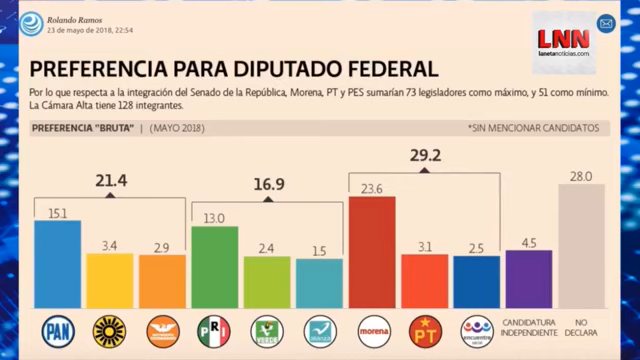 Rolando Ramos
23 de mayo de 2018, 22:54
LNN
lanetanoticias.com
PREFERENCIA PARA DIPUTADO FEDERAL
Por lo que respecta a la integración del Senado de la República, Morena, PT y PES sumarían 73 legisladores como máximo, y 51 como mínimo.
La Cámara Alta tiene 128 integrantes.
PREFERENCIA "BRUTA" | (MAYO 2018) *SIN MENCIONAR CANDIDATOS
21.4 16.9 29.2
15.1 3.4 2.9 13.0 2.4 1.5 23.6 3.1 2.5 4.5 28.0
PAN PRI VERDE alianza morena PT encuentro social
CANDIDATURA INDEPENDIENTE
NO DECLARA